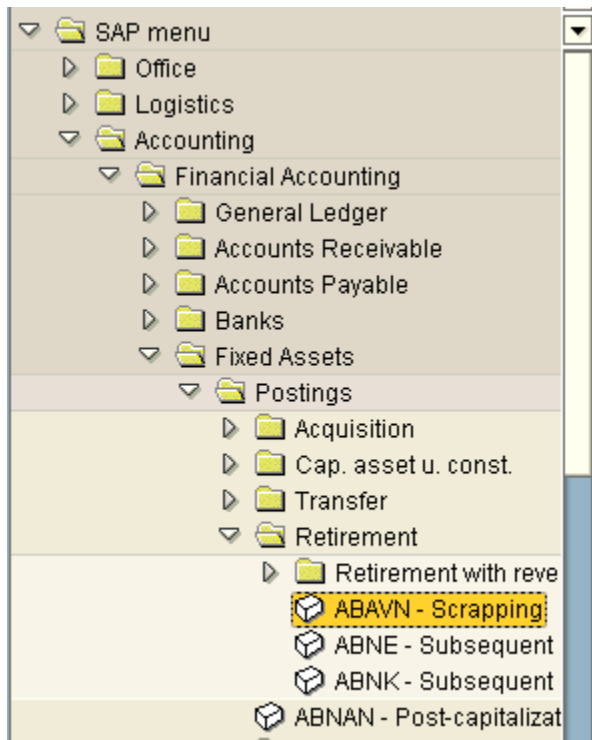 SAP menu
Office
Logistics
Accounting
Financial Accounting
General Ledger
Accounts Receivable
Accounts Payable
Banks
Fixed Assets
Postings
Acquisition
Cap. asset u. const.
Transfer
Retirement
Retirement with reve
ABAVN - Scrapping
ABNE - Subsequent
ABNK - Subsequent
ABNAN - Post-capitalizat